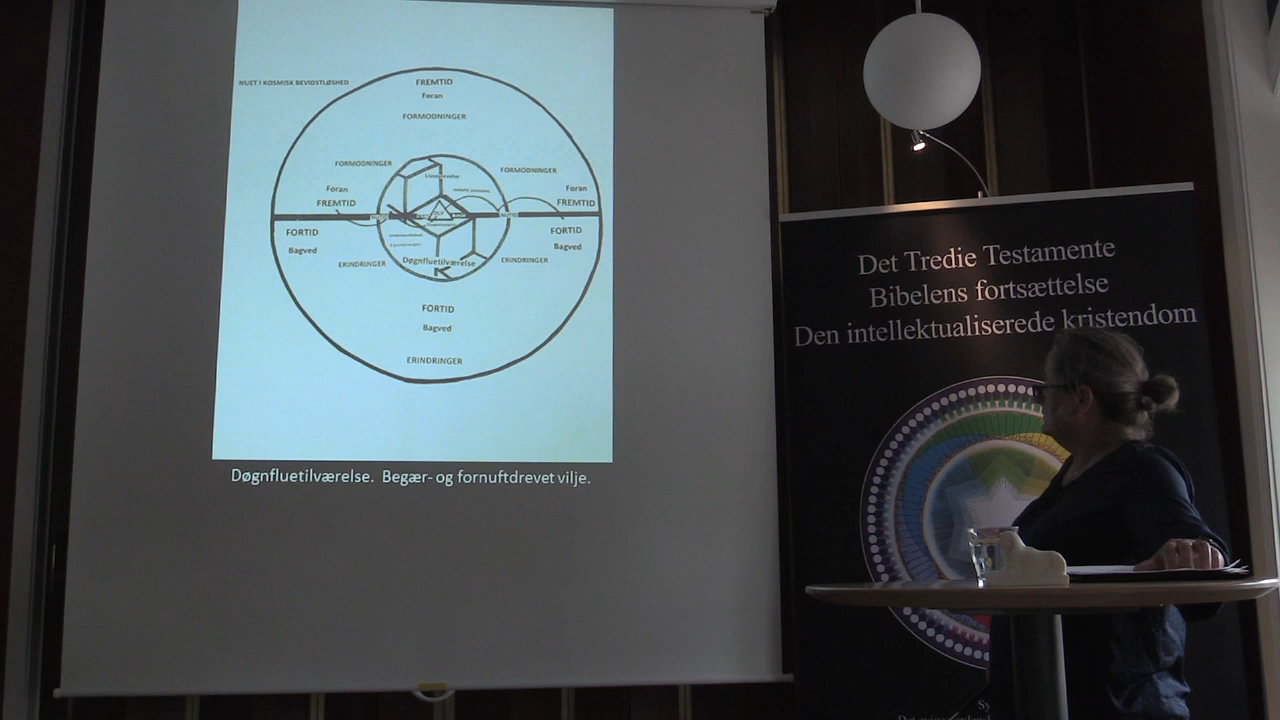 NUET I KOSMISK BEVIDSTLØSHED
FREMTID
Foran
FORMODNINGER
FORMODNINGER
FORMODNINGER
Foran
FREMTID
Foran
FREMTID
FORTID
Bagved
FORTID
Bagved
ERINDRINGER
ERINDRINGER
Døgnfluetilværelse
FORTID
Bagved
ERINDRINGER
Døgnfluetilværelse. Begær- og fornuftdrevet vilje.
Det Tredie Testamente
Bibelens fortsættelse
Den intellektualiserede kristendom